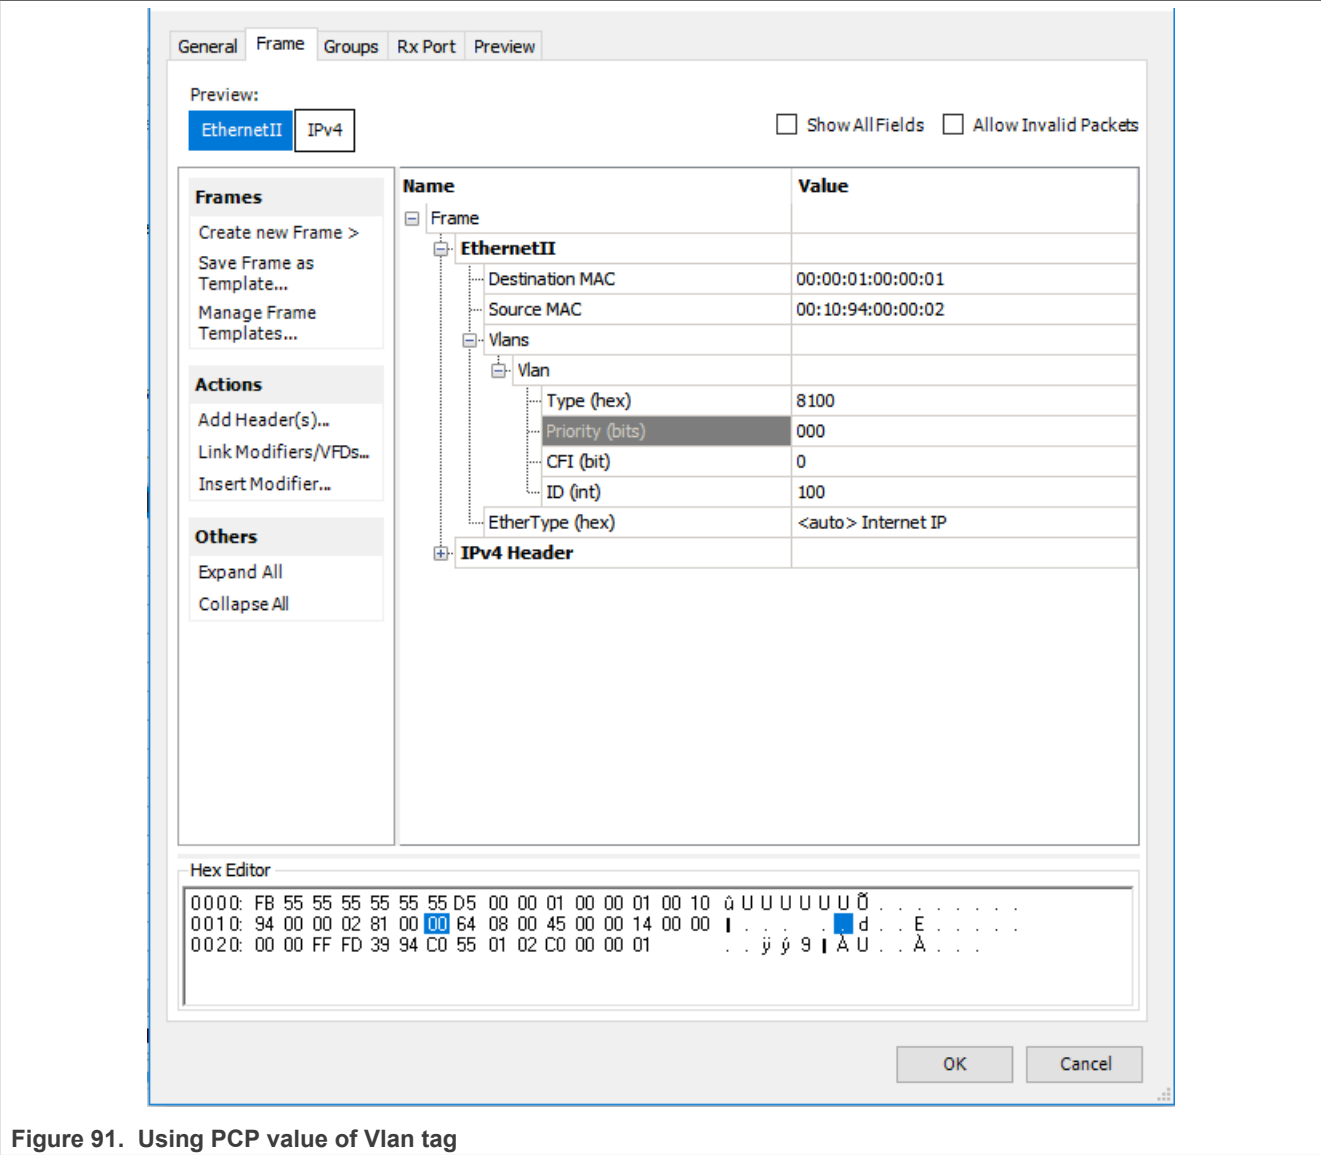 General Frame Groups Rx Port Preview
Preview:
EthernetII IPv4
Show All Fields Allow Invalid Packets
Frames
Create new Frame >
Save Frame as
Template...
Manage Frame
Templates...
Actions
Add Header(s)...
Link Modifiers/VFDs...
Insert Modifier...
Others
Expand All
Collapse All
Name Value
Frame
EthernetII
Destination MAC 00:00:01:00:00:01
Source MAC 00:10:94:00:00:02
Vlans
Vlan
Type (hex) 8100
Priority (bits) 000
CFI (bit) 0
ID (int) 100
EtherType (hex) <auto> Internet IP
IPv4 Header
Hex Editor
0000: FB 55 55 55 55 55 55 D5 00 00 01 00 00 01 00 10 û U U U U U U Õ . . . . . . . .
0010: 94 00 00 02 81 00 00 64 08 00 45 00 00 14 00 00 . . . . . d . . E . . . . .
0020: 00 00 FF FD 39 94 C0 55 01 02 C0 00 00 01 . . ÿ ý 9 À U . . À . . .
OK Cancel
Figure 91. Using PCP value of Vlan tag